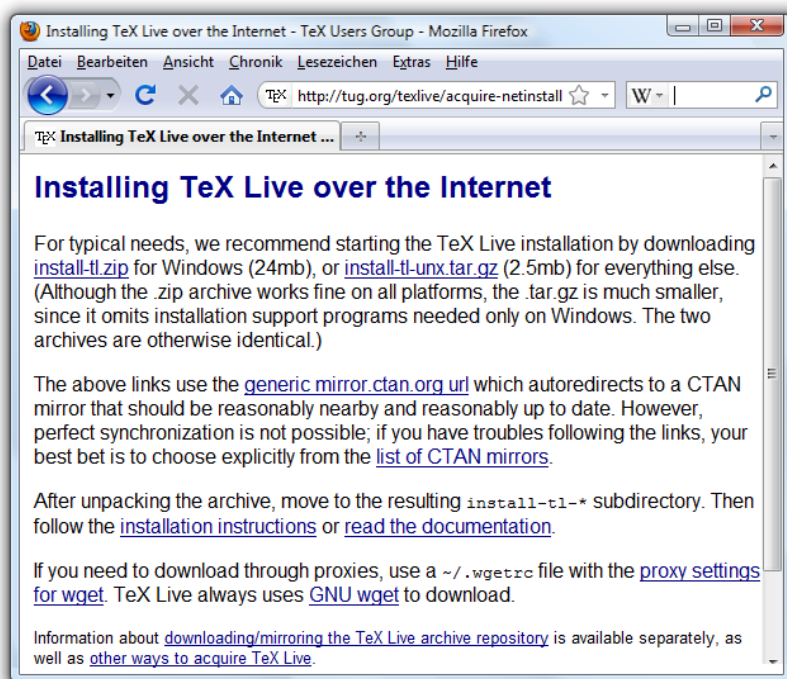 Installing TeX Live over the Internet - TeX Users Group - Mozilla Firefox
Datei Bearbeiten Ansicht Chronik Lesezeichen Extras Hilfe
TEX http://tug.org/texlive/acquire-netinstall W
TEX Installing TeX Live over the Internet ...
Installing TeX Live over the Internet
For typical needs, we recommend starting the TeX Live installation by downloading
install-tl.zip for Windows (24mb), or install-tl-unx.tar.gz (2.5mb) for everything else.
(Although the .zip archive works fine on all platforms, the .tar.gz is much smaller,
since it omits installation support programs needed only on Windows. The two
archives are otherwise identical.)
The above links use the generic mirror.ctan.org url which autoredirects to a CTAN
mirror that should be reasonably nearby and reasonably up to date. However,
perfect synchronization is not possible; if you have troubles following the links, your
best bet is to choose explicitly from the list of CTAN mirrors.
After unpacking the archive, move to the resulting install-tl-* subdirectory. Then
follow the installation instructions or read the documentation.
If you need to download through proxies, use a ~/.wgetrc file with the proxy settings
for wget. TeX Live always uses GNU wget to download.
Information about downloading/mirroring the TeX Live archive repository is available separately, as
well as other ways to acquire TeX Live.